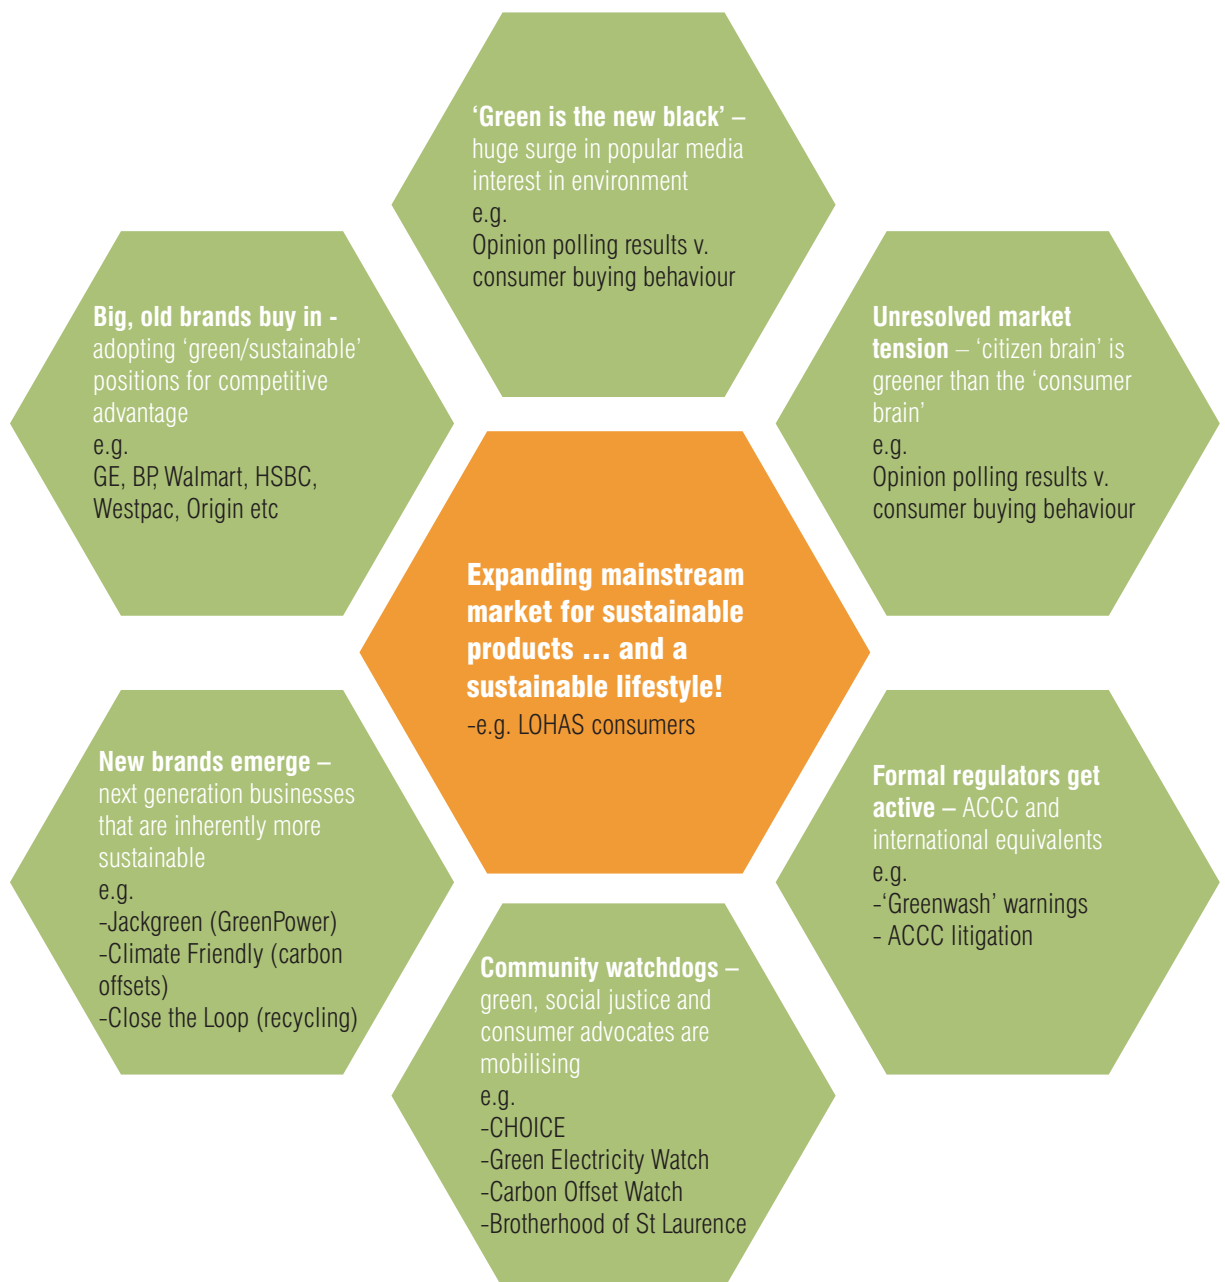 ‘Green is the new black’ –
huge surge in popular media
interest in environment
e.g.
Opinion polling results v.
consumer buying behaviour
Big, old brands buy in -
adopting ‘green/sustainable’
positions for competitive
advantage
e.g.
GE, BP, Walmart, HSBC,
Westpac, Origin etc
Unresolved market
tension – ‘citizen brain’ is
greener than the ‘consumer
brain’
e.g.
Opinion polling results v.
consumer buying behaviour
Expanding mainstream
market for sustainable
products ... and a
sustainable lifestyle!
-e.g. LOHAS consumers
New brands emerge –
next generation businesses
that are inherently more
sustainable
e.g.
-Jackgreen (GreenPower)
-Climate Friendly (carbon
offsets)
-Close the Loop (recycling)
Formal regulators get
active – ACCC and
international equivalents
e.g.
-‘Greenwash’ warnings
- ACCC litigation
Community watchdogs –
green, social justice and
consumer advocates are
mobilising
e.g.
-CHOICE
-Green Electricity Watch
-Carbon Offset Watch
-Brotherhood of St Laurence